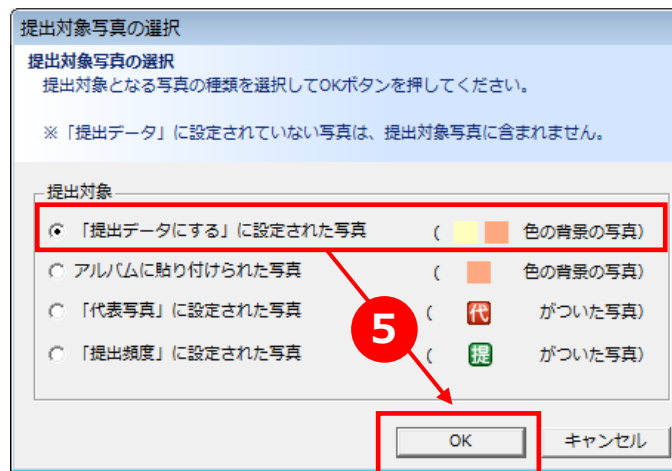 提出対象写真の選択
提出対象写真の選択
提出対象となる写真の種類を選択してOKボタンを押してください。
※「提出データ」に設定されていない写真は、提出対象写真に含まれません。
提出対象
「提出データにする」に設定された写真 ( 色の背景の写真)
アルバムに貼り付けられた写真 ( 色の背景の写真)
「代表写真」に設定された写真 ( 代 がついた写真)
「提出頻度」に設定された写真 ( 提 がついた写真)
5
OK キャンセル